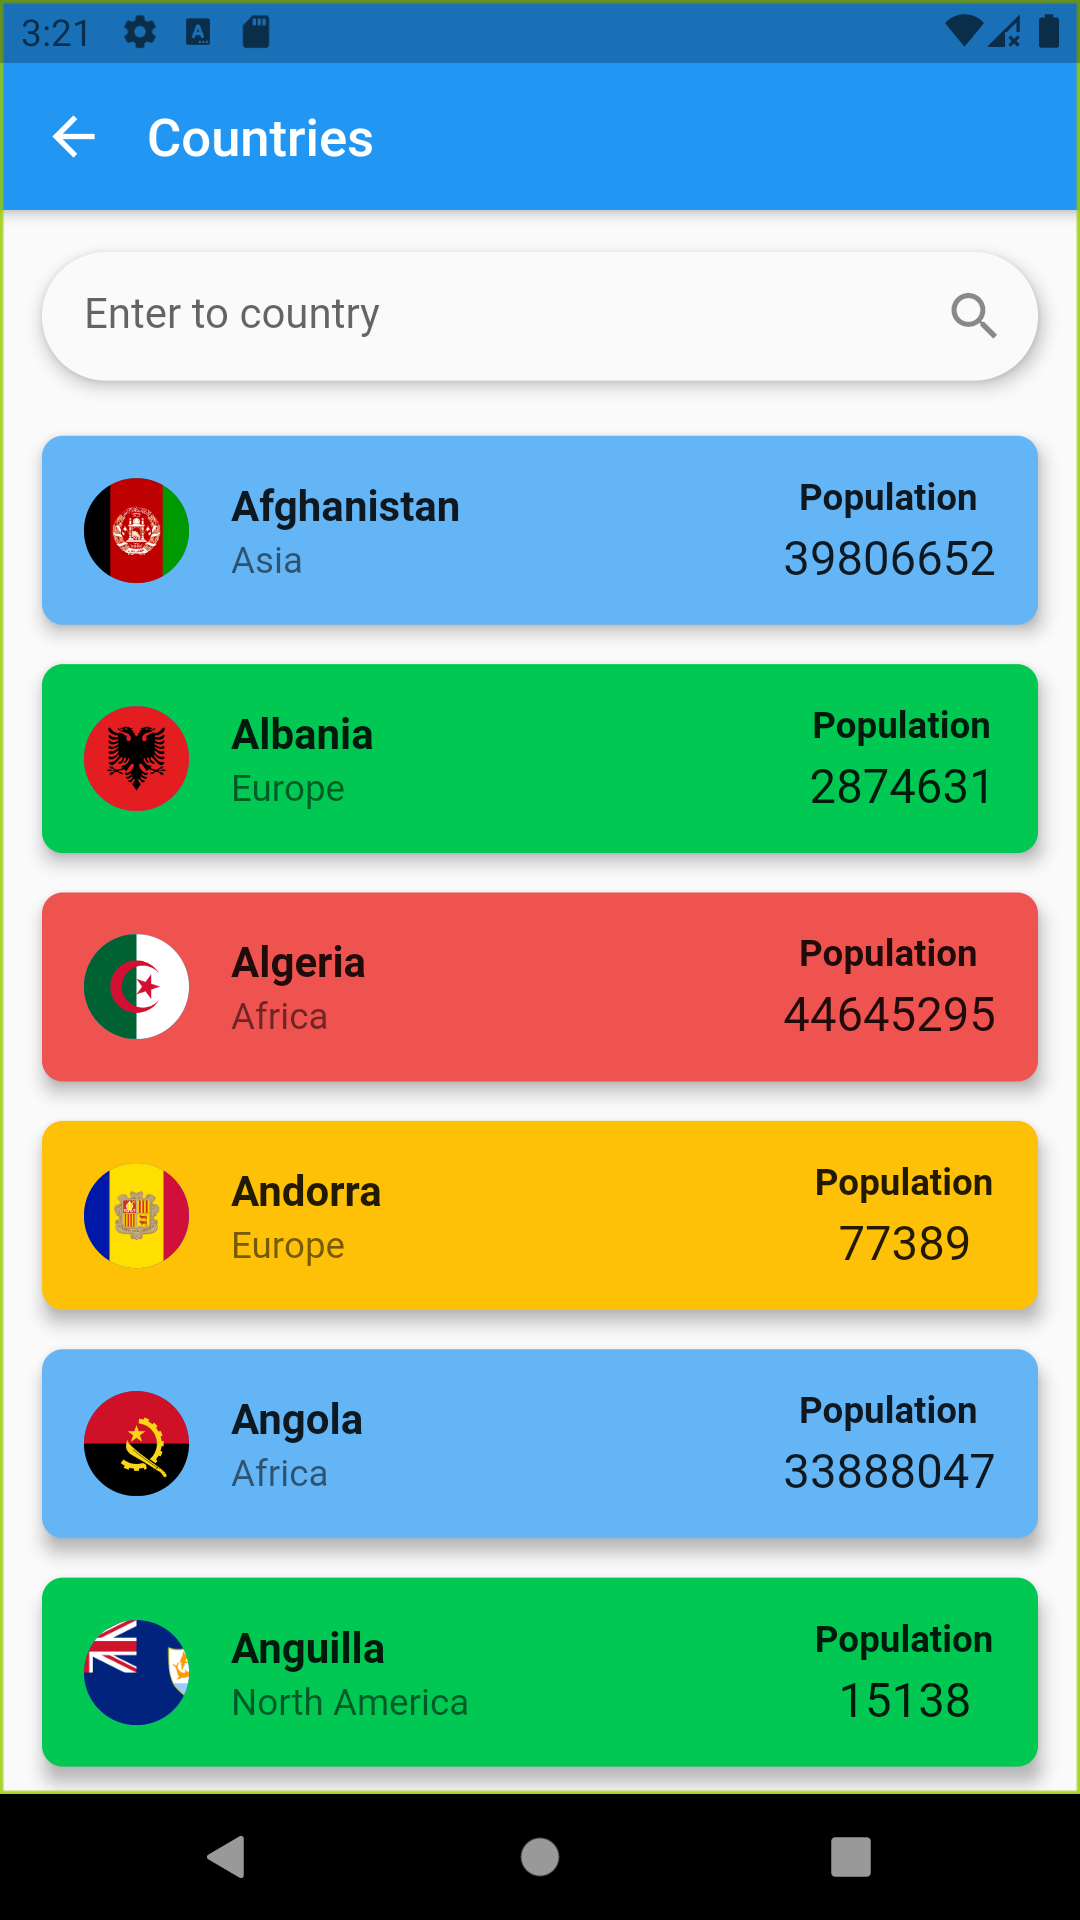 3:21
Countries
Enter to country
Afghanistan
Asia
Population
39806652
Albania
Europe
Population
2874631
Algeria
Africa
Population
44645295
Andorra
Europe
Population
77389
Angola
Africa
Population
33888047
Anguilla
North America
Population
15138